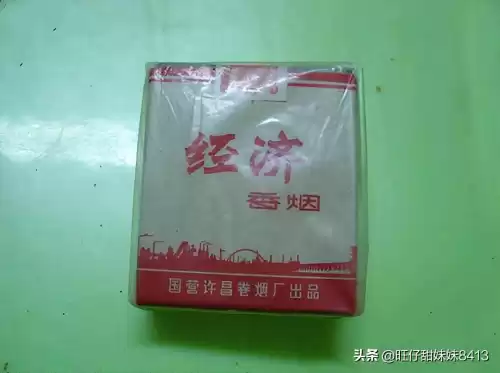 经济
香烟
国营许昌卷烟厂出品
头条 @旺仔甜妹妹8413